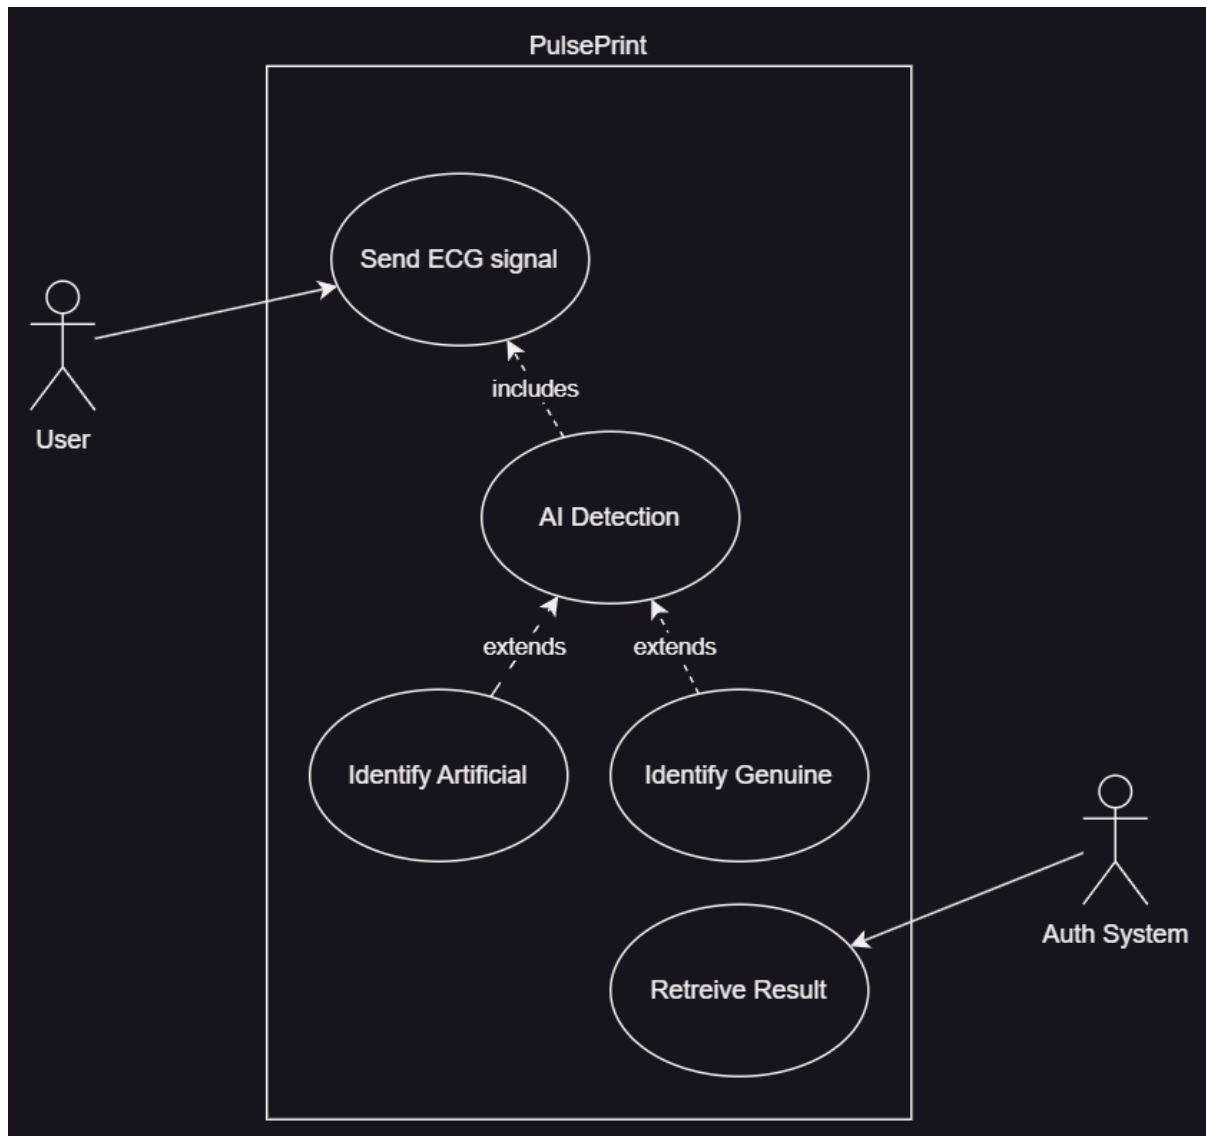 PulsePrint
Send ECG signal
includes
User
AI Detection
extends
extends
Identify Artificial
Identify Genuine
Auth System
Retreive Result